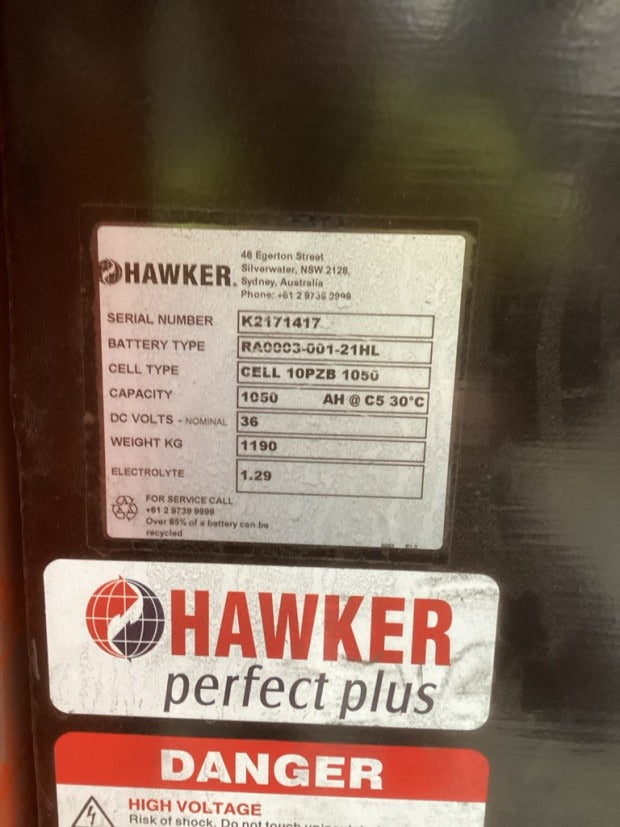 HAWKER.
46 Egerton Street
Silverwater, NSW 2128,
Sydney, Australia
Phone: +61 2 9739 9999
SERIAL NUMBER K2171417
BATTERY TYPE RA0003-001-21HL
CELL TYPE CELL 10PZB 1050
CAPACITY 1050 AH @ C5 30°C
DC VOLTS - NOMINAL 36
WEIGHT KG 1190
ELECTROLYTE 1.29
FOR SERVICE CALL
+61 2 9739 9999
Over 95% of a battery can be
recycled
HAWKER
perfect plus
DANGER
HIGH VOLTAGE
Risk of shock. Do not touch